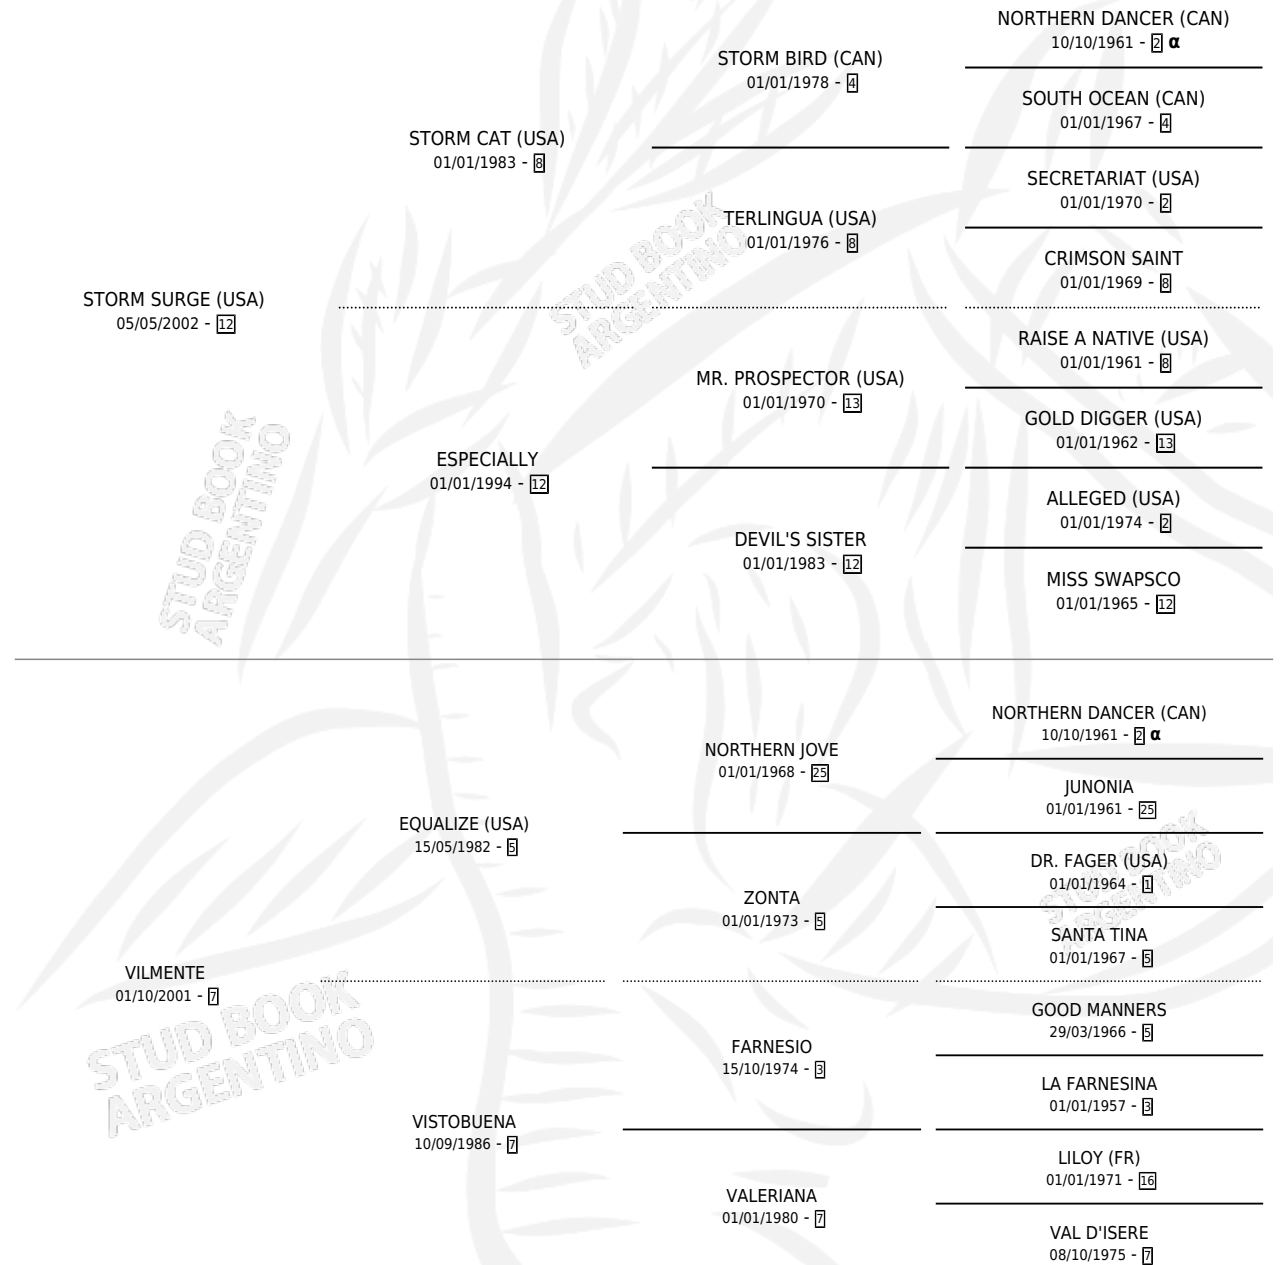 NORTHERN DANCER (CAN)
10/10/1961 - 2 α
STORM BIRD (CAN)
01/01/1978 - 4
SOUTH OCEAN (CAN)
01/01/1967 - 4
STORM CAT (USA)
01/01/1983 - 8
SECRETARIAT (USA)
01/01/1970 - 2
TERLINGUA (USA)
01/01/1976 - 8
CRIMSON SAINT
01/01/1969 - 8
STORM SURGE (USA)
05/05/2002 - 12
RAISE A NATIVE (USA)
01/01/1961 - 8
MR. PROSPECTOR (USA)
01/01/1970 - 13
GOLD DIGGER (USA)
01/01/1962 - 13
ESPECIALLY
01/01/1994 - 12
ALLEGED (USA)
01/01/1974 - 2
DEVIL'S SISTER
01/01/1983 - 12
MISS SWAPSCO
01/01/1965 - 12
NORTHERN DANCER (CAN)
10/10/1961 - 2 α
NORTHERN JOVE
01/01/1968 - 25
JUNONIA
01/01/1961 - 25
EQUALIZE (USA)
15/05/1982 - 5
DR. FAGER (USA)
01/01/1964 - 1
ZONTA
01/01/1973 - 5
SANTA TINA
01/01/1967 - 5
VILMENTE
01/10/2001 - 7
GOOD MANNERS
29/03/1966 - 5
FARNESIO
15/10/1974 - 3
LA FARNESINA
01/01/1957 - 3
VISTOBUENA
10/09/1986 - 7
LILOY (FR)
01/01/1971 - 16
VALERIANA
01/01/1980 - 7
VAL D'ISERE
08/10/1975 - 7
STUD BOOK
ARGENTINO
STUD BOOK
ARGENTINO
STUD BOOK
ARGENTINO
STUD BOOK
ARGENTINO